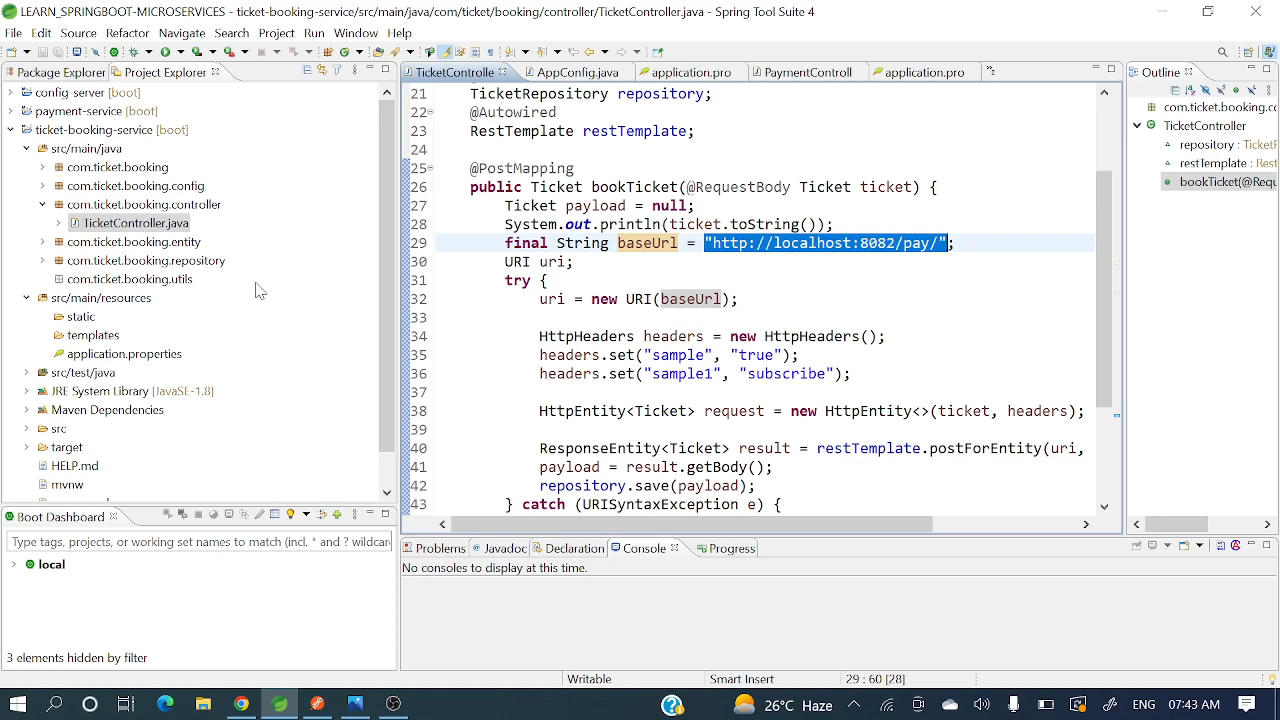 LEARN_SPRINGBOOT-MICROSERVICES - ticket-booking-service/src/main/java/com/ticket/booking/controller/TicketController.java - Spring Tool Suite 4
File Edit Source Refactor Navigate Search Project Run Window Help
Package Explorer Project Explorer
config-server [boot]
payment-service [boot]
ticket-booking-service [boot]
src/main/java
com.ticket.booking
com.ticket.booking.config
com.ticket.booking.controller
TicketController.java
com.ticket.booking.entity
com.ticket.booking.repository
com.ticket.booking.utils
src/main/resources
static
templates
application.properties
src/test/java
JRE System Library [JavaSE-1.8]
Maven Dependencies
src
target
HELP.md
mvnw
TicketControlle AppConfig.java application.pro PaymentControll application.pro
21 TicketRepository repository;
22 @Autowired
23 RestTemplate restTemplate;
24
25 @PostMapping
26 public Ticket bookTicket(@RequestBody Ticket ticket) {
27 Ticket payload = null;
28 System.out.println(ticket.toString());
29 final String baseUrl = "http://localhost:8082/pay/";
30 URI uri;
31 try {
32 uri = new URI(baseUrl);
33
34 HttpHeaders headers = new HttpHeaders();
35 headers.set("sample", "true");
36 headers.set("sample1", "subscribe");
37
38 HttpEntity<Ticket> request = new HttpEntity<>(ticket, headers);
39
40 ResponseEntity<Ticket> result = restTemplate.postForEntity(uri,
41 payload = result.getBody();
42 repository.save(payload);
43 } catch (URISyntaxException e) {
Outline
com.ticket.booking.co
TicketController
repository : Ticket
restTemplate : Rest
bookTicket(@Requ
Boot Dashboard
Type tags, projects, or working set names to match (incl. * and ? wildcard
local
3 elements hidden by filter
Problems Javadoc Declaration Console Progress
No consoles to display at this time.
Writable Smart Insert 29 : 60 [28]
26°C Haze ENG 07:43 AM